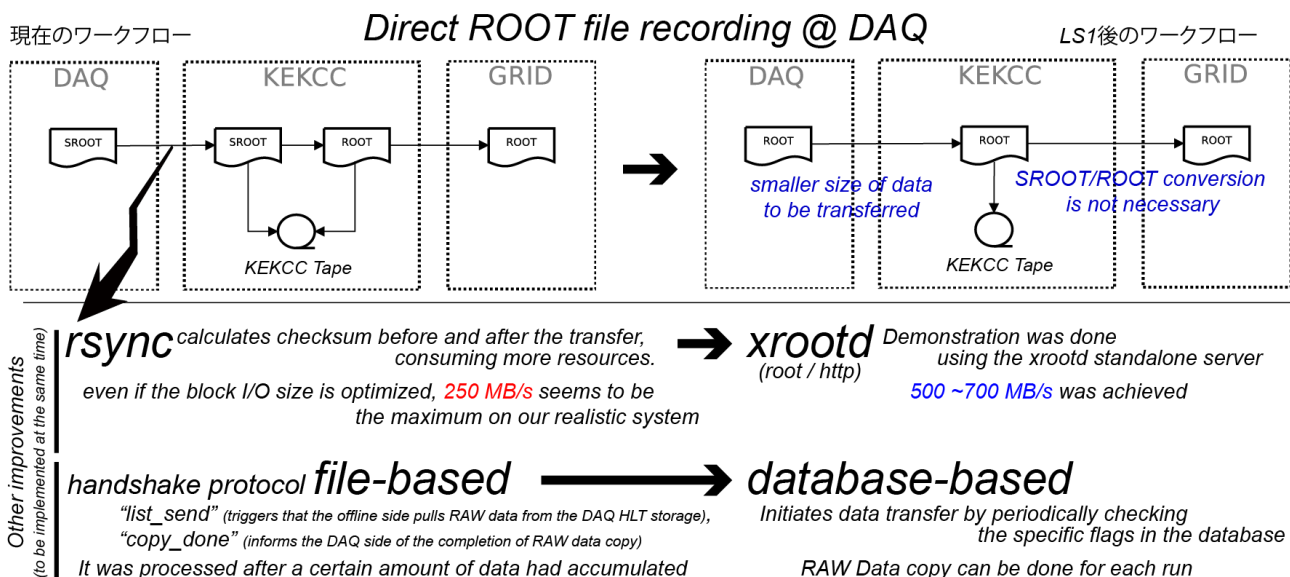 Direct ROOT file recording @ DAQ
現在のワークフロー
LS1後のワークフロー
DAQ
KEKCC
GRID
SROOT
SROOT
ROOT
ROOT
KEKCC Tape
DAQ
KEKCC
GRID
ROOT
ROOT
ROOT
smaller size of data
to be transferred
SROOT/ROOT conversion
is not necessary
KEKCC Tape
Other improvements
(to be implemented at the same time)
rsync calculates checksum before and after the transfer,
consuming more resources.
even if the block I/O size is optimized, 250 MB/s seems to be
the maximum on our realistic system
xrootd
(root / http)
Demonstration was done
using the xrootd standalone server
500 ~700 MB/s was achieved
handshake protocol file-based
“list_send” (triggers that the offline side pulls RAW data from the DAQ HLT storage),
“copy_done” (informs the DAQ side of the completion of RAW data copy)
It was processed after a certain amount of data had accumulated
database-based
Initiates data transfer by periodically checking
the specific flags in the database
RAW Data copy can be done for each run